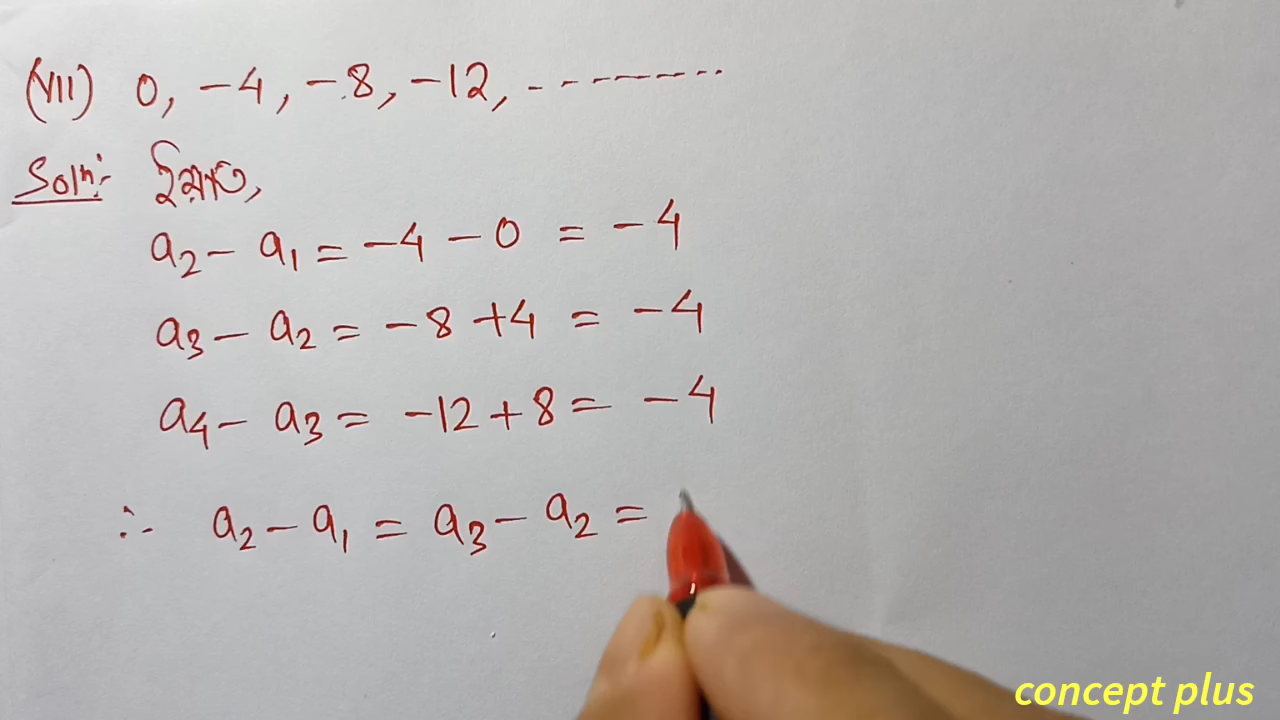 (VII) 0, -4, -8, -12, ---------
Soln:- ইয়াত,
a₂ - a₁ = -4 - 0 = -4
a₃ - a₂ = -8 + 4 = -4
a₄ - a₃ = -12 + 8 = -4
∴ a₂ - a₁ = a₃ - a₂ =
concept plus